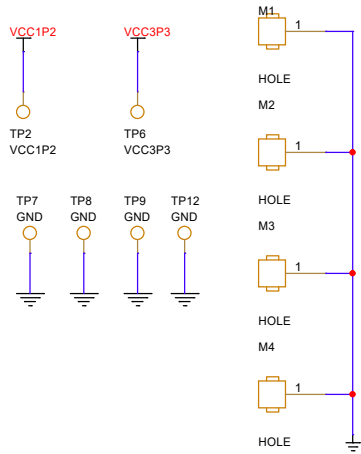 VCC1P2
VCC3P3
TP2
VCC1P2
TP6
VCC3P3
TP7
GND
TP8
GND
TP9
GND
TP12
GND
M1
1
HOLE
M2
1
HOLE
M3
1
HOLE
M4
1
HOLE